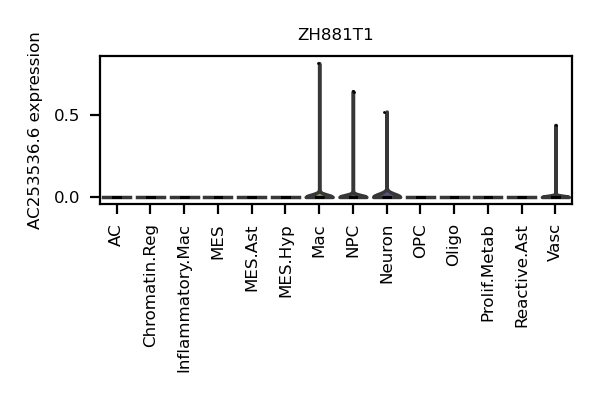 ZH881T1
AC253536.6 expression
0.5
0.0
AC
Chromatin.Reg
Inflammatory.Mac
MES
MES.Ast
MES.Hyp
Mac
NPC
Neuron
OPC
Oligo
Prolif.Metab
Reactive.Ast
Vasc